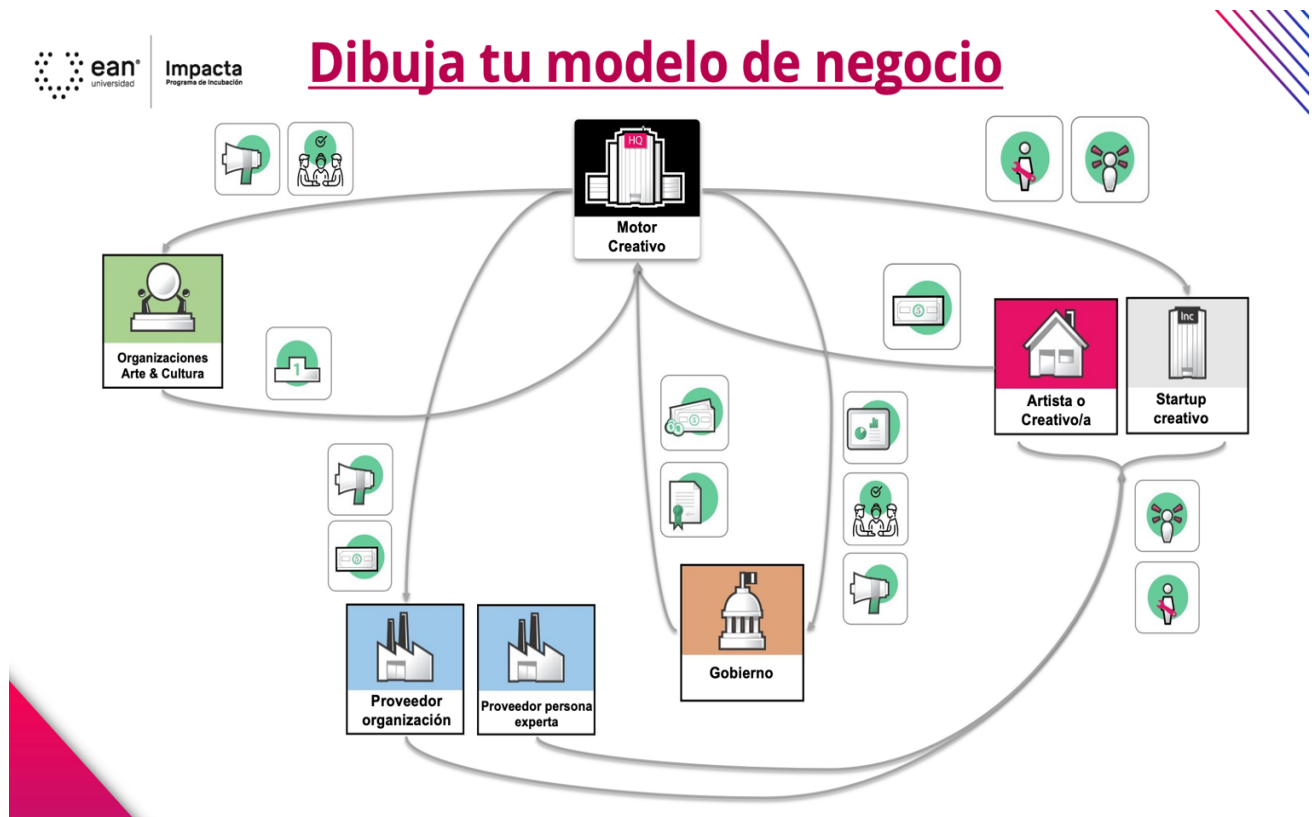 ean®
universidad
Impacta
Programa de Incubación
Dibuja tu modelo de negocio
HQ
Motor
Creativo
Organizaciones
Arte & Cultura
1
$
Inc
Artista o
Creativo/a
Startup
creativo
$
$
Proveedor
organización
Proveedor persona
experta
Gobierno